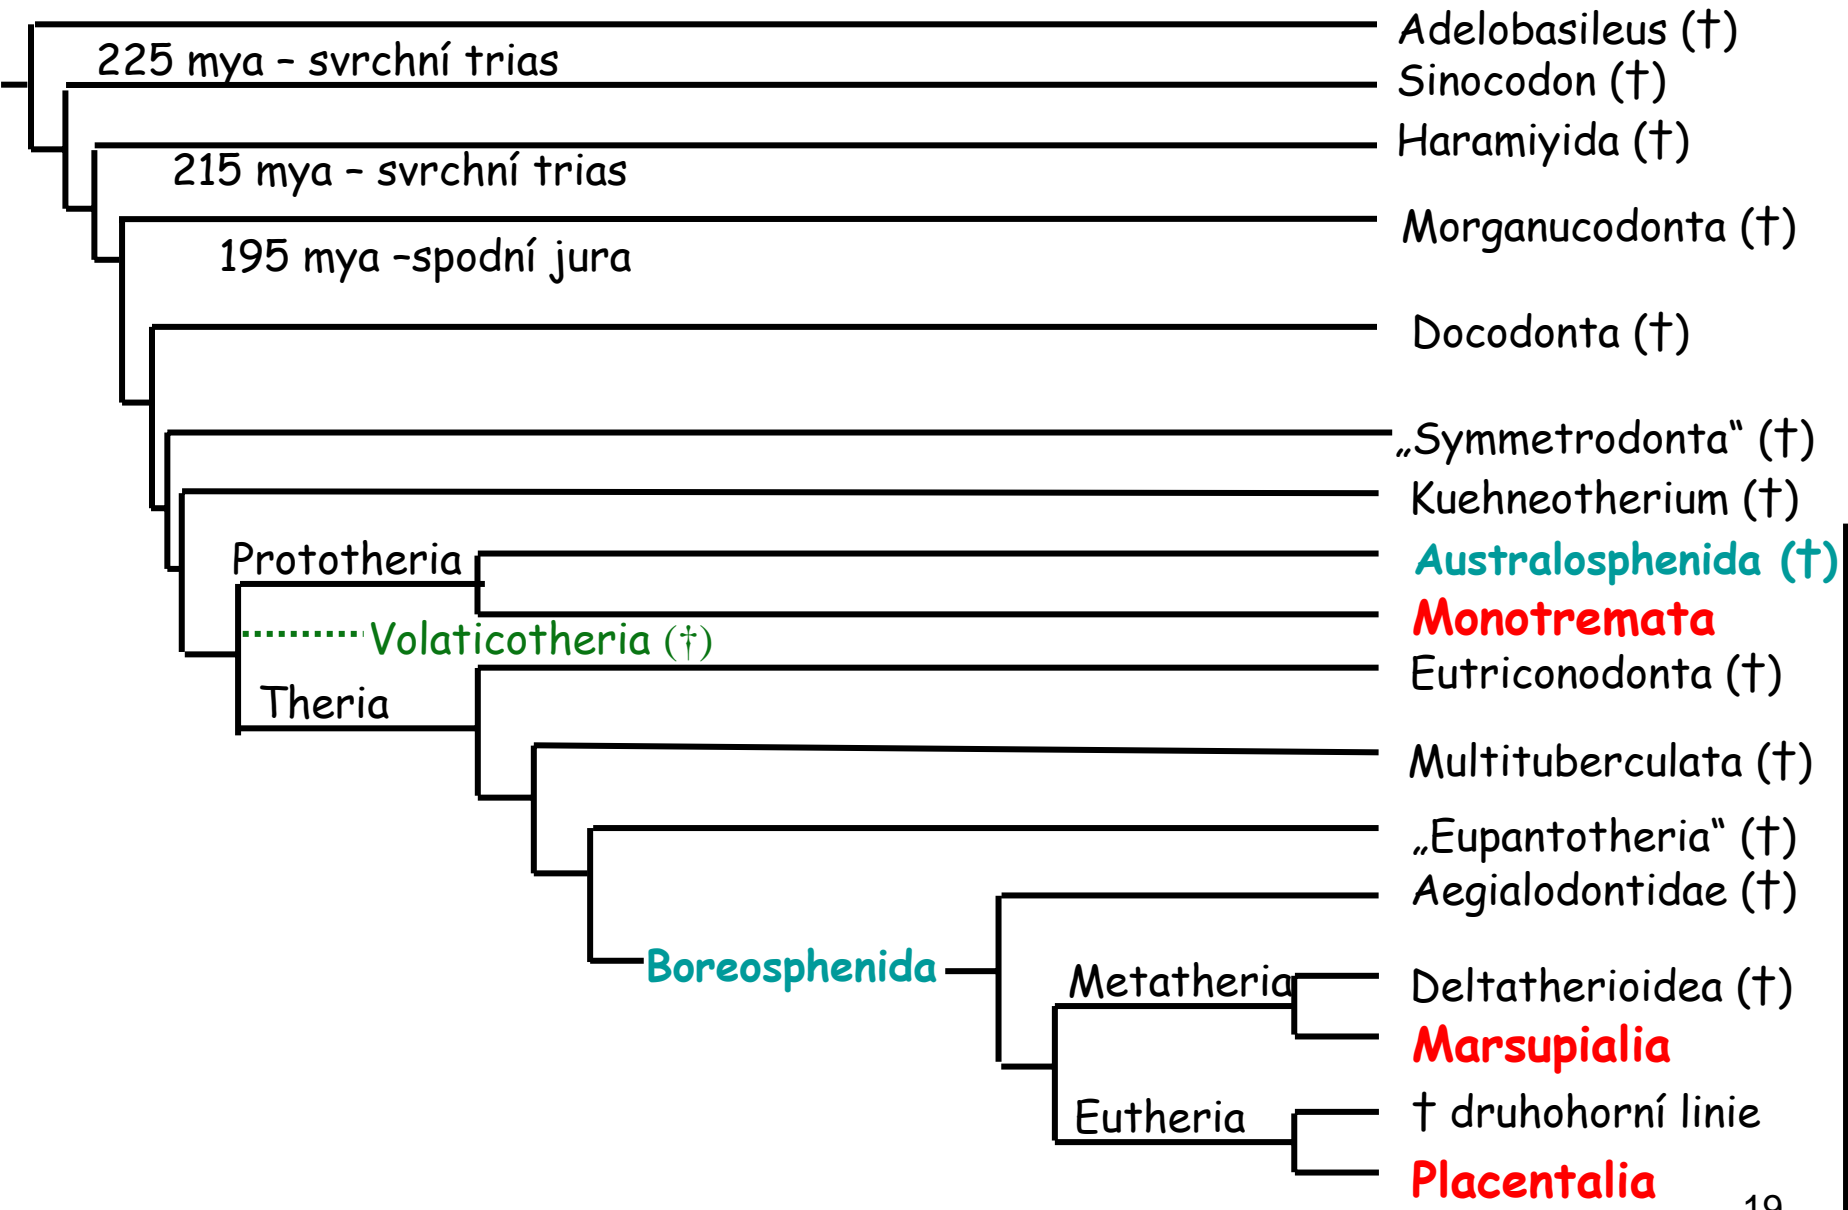 Adelobasileus (†)
225 mya – svrchní trias
Sinocodon (†)
Haramiyida (†)
215 mya – svrchní trias
Morganucodonta (†)
195 mya –spodní jura
Docodonta (†)
„Symmetrodonta“ (†)
Kuehneotherium (†)
Prototheria
Australosphenida (†)
Monotremata
Volaticotheria (†)
Eutriconodonta (†)
Theria
Multituberculata (†)
„Eupantotheria“ (†)
Aegialodontidae (†)
Boreosphenida
Metatheria
Deltatherioidea (†)
Marsupialia
Eutheria
† druhohorní linie
Placentalia
19